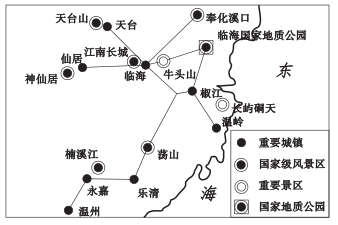 天台山
天台
奉化溪口
临海国家地质公园
仙居
江南长城
神仙居
临海
牛头山
东
椒江
长屿硐天
温岭
楠溪江
荡山
重要城镇
国家级风景区
永嘉
乐清
海
重要景区
温州
国家地质公园